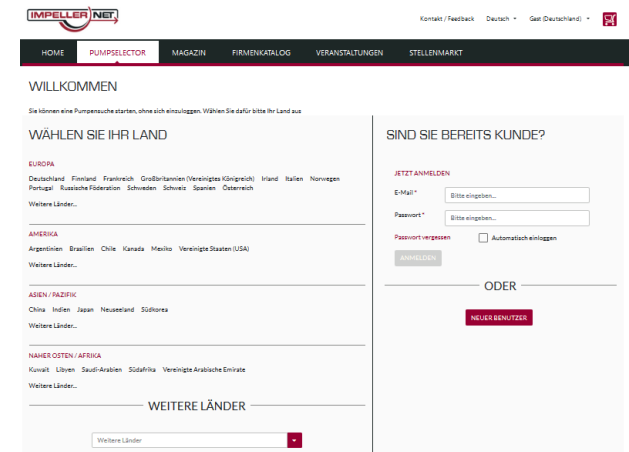 IMPELLER NET
Kontakt / Feedback Deutsch Gast (Deutschland)
HOME PUMPSELECTOR MAGAZIN FIRMENKATALOG VERANSTALTUNGEN STELLENMARKT
WILLKOMMEN
Sie können eine Pumpensuche starten, ohne sich einzuloggen. Wählen Sie dafür bitte Ihr Land aus
WÄHLEN SIE IHR LAND
EUROPA
Deutschland Finnland Frankreich Großbritannien (Vereinigtes Königreich) Irland Italien Norwegen
Portugal Russische Föderation Schweden Schweiz Spanien Österreich
Weitere Länder...
AMERIKA
Argentinien Brasilien Chile Kanada Mexiko Vereinigte Staaten (USA)
Weitere Länder...
ASIEN / PAZIFIK
China Indien Japan Neuseeland Südkorea
Weitere Länder...
NAHER OSTEN / AFRIKA
Kuwait Libyen Saudi-Arabien Südafrika Vereinigte Arabische Emirate
Weitere Länder...
WEITERE LÄNDER
Weitere Länder
SIND SIE BEREITS KUNDE?
JETZT ANMELDEN
E-Mail * Bitte eingeben...
Passwort * Bitte eingeben...
Passwort vergessen Automatisch einloggen
ANMELDEN
ODER
NEUER BENUTZER